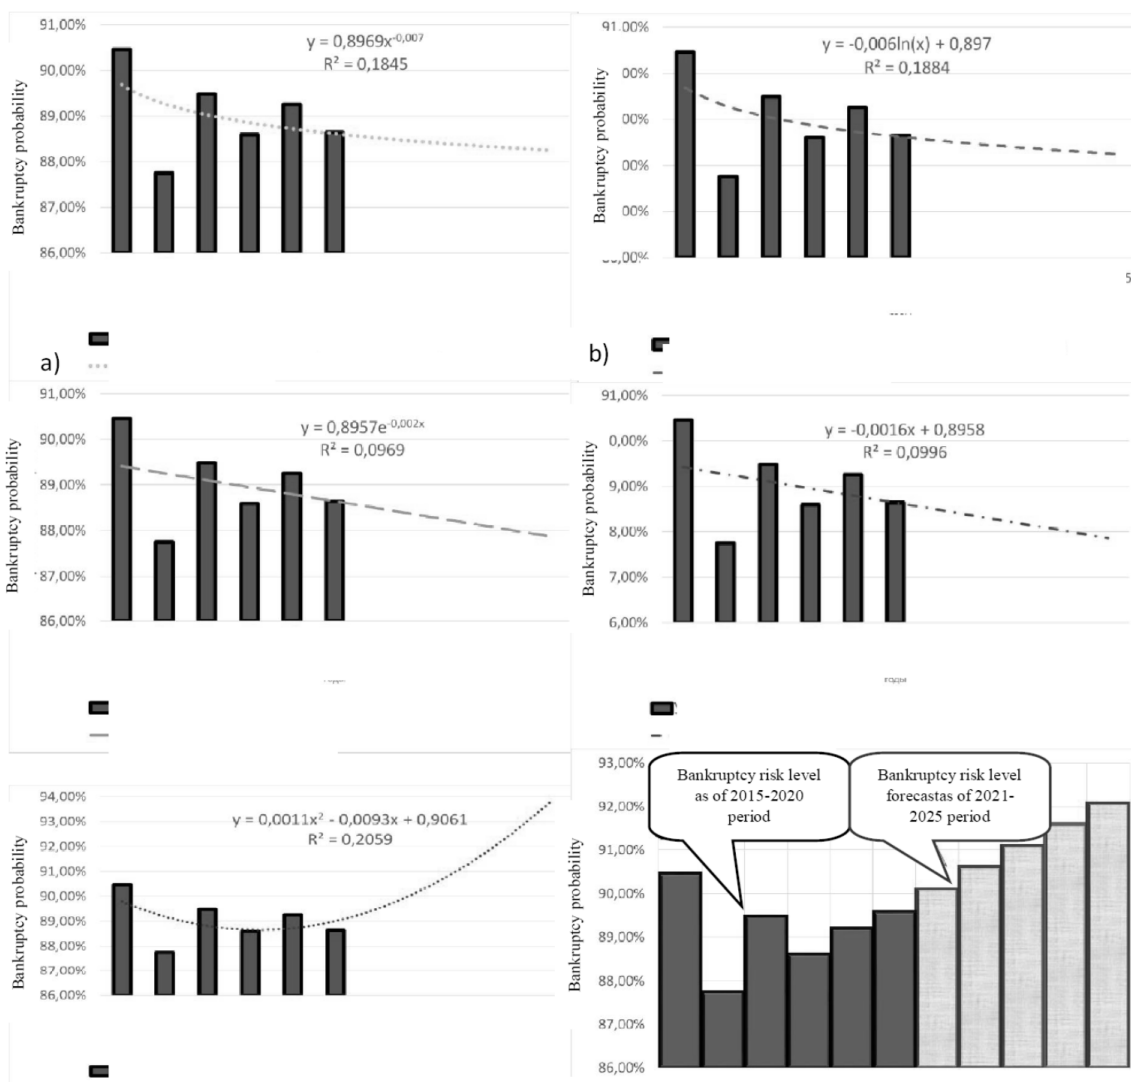 91,00%
90,00%
89,00%
88,00%
87,00%
86,00%
Bankruptcy probability
y = 0,8969x^-0,007
R² = 0,1845
a)
91.00%
,00%
,00%
,00%
,00%
,00%
Bankruptcy probability
y = -0,006ln(x) + 0,897
R² = 0,1884
5
b)
91,00%
90,00%
89,00%
88,00%
87,00%
86,00%
Bankruptcy probability
y = 0,8957e^-0,002x
R² = 0,0969
91,00%
0,00%
9,00%
8,00%
7,00%
6,00%
Bankruptcy probability
y = -0,0016x + 0,8958
R² = 0,0996
годы
94,00%
93,00%
92,00%
91,00%
90,00%
89,00%
88,00%
87,00%
86,00%
Bankruptcy probability
y = 0,0011x² - 0,0093x + 0,9061
R² = 0,2059
93,00%
92,00%
91,00%
90,00%
89,00%
88,00%
87,00%
86,00%
Bankruptcy probability
Bankruptcy risk level
as of 2015-2020
period
Bankruptcy risk level
forecastas of 2021-
2025 period